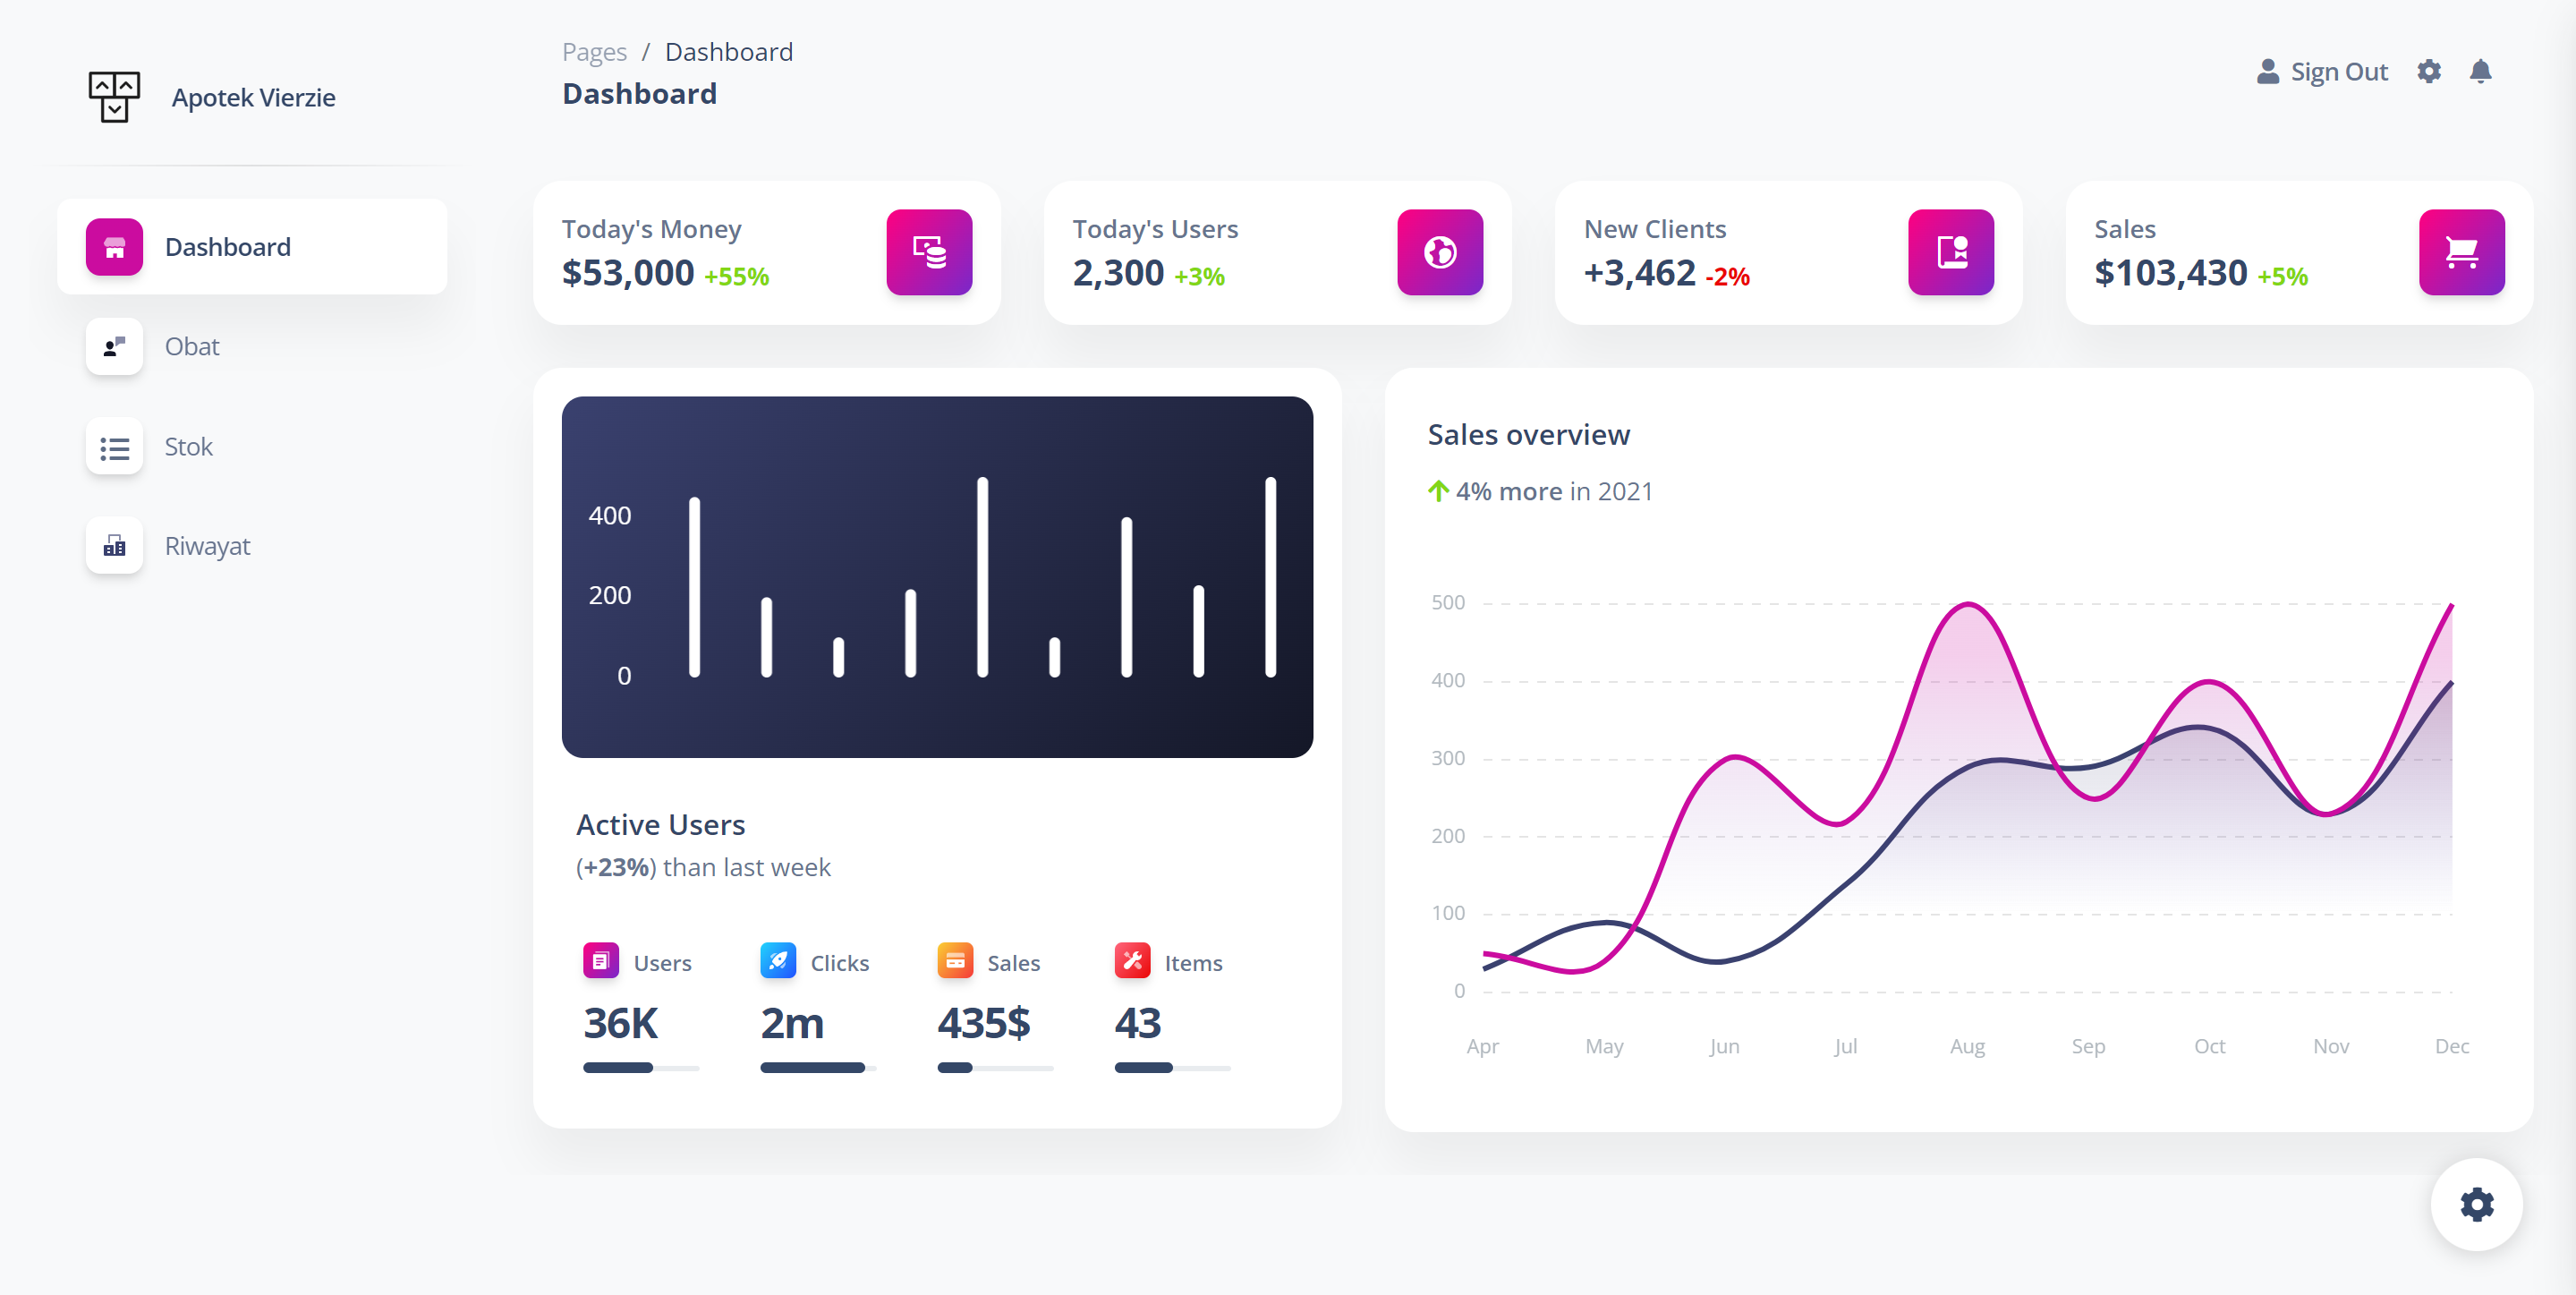 Apotek Vierzie
Dashboard
Obat
Stok
Riwayat
Pages / Dashboard
Dashboard
Sign Out
Today's Money
$53,000 +55%
Today's Users
2,300 +3%
New Clients
+3,462 -2%
Sales
$103,430 +5%
400
200
0
Active Users
(+23%) than last week
Users
36K
Clicks
2m
Sales
435$
Items
43
Sales overview
4% more in 2021
500
400
300
200
100
0
Apr May Jun Jul Aug Sep Oct Nov Dec